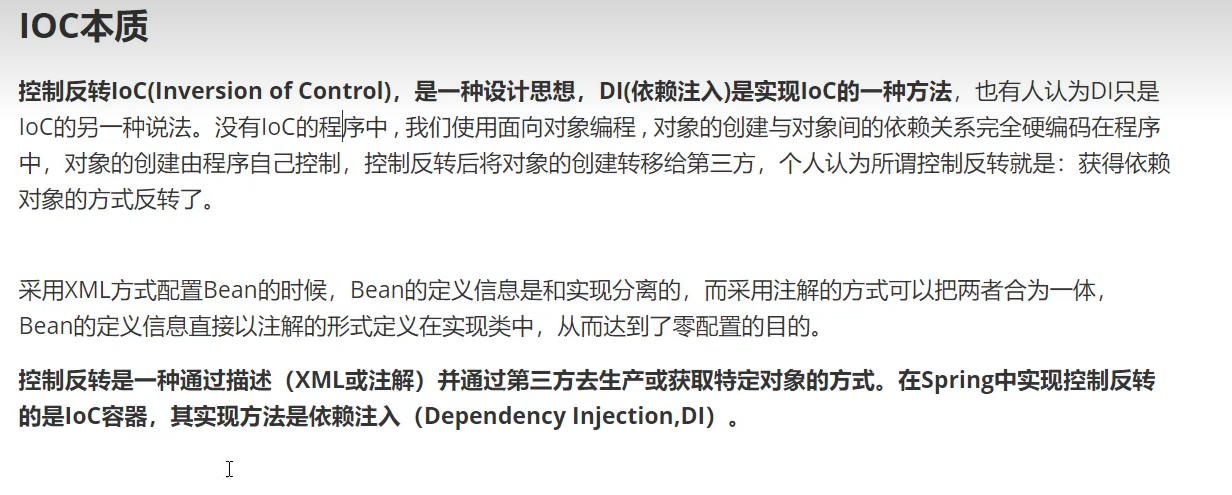 IOC本质
控制反转IoC(Inversion of Control)，是一种设计思想，DI(依赖注入)是实现IoC的一种方法，也有人认为DI只是
IoC的另一种说法。没有IoC的程序中 , 我们使用面向对象编程 , 对象的创建与对象间的依赖关系完全硬编码在程序
中，对象的创建由程序自己控制，控制反转后将对象的创建转移给第三方，个人认为所谓控制反转就是：获得依赖
对象的方式反转了。
采用XML方式配置Bean的时候，Bean的定义信息是和实现分离的，而采用注解的方式可以把两者合为一体，
Bean的定义信息直接以注解的形式定义在实现类中，从而达到了零配置的目的。
控制反转是一种通过描述（XML或注解）并通过第三方去生产或获取特定对象的方式。在Spring中实现控制反转
的是IoC容器，其实现方法是依赖注入（Dependency Injection,DI）。